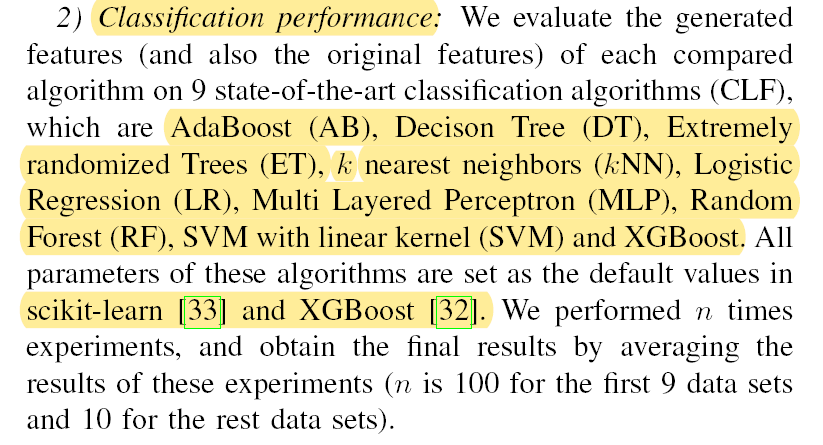 2) Classification performance: We evaluate the generated
features (and also the original features) of each compared
algorithm on 9 state-of-the-art classification algorithms (CLF),
which are AdaBoost (AB), Decison Tree (DT), Extremely
randomized Trees (ET), k nearest neighbors (kNN), Logistic
Regression (LR), Multi Layered Perceptron (MLP), Random
Forest (RF), SVM with linear kernel (SVM) and XGBoost. All
parameters of these algorithms are set as the default values in
scikit-learn [33] and XGBoost [32]. We performed n times
experiments, and obtain the final results by averaging the
results of these experiments (n is 100 for the first 9 data sets
and 10 for the rest data sets).